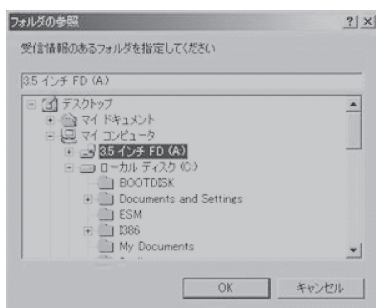 フォルダの参照
受信情報のあるフォルダを指定してください
3.5 インチ FD (A:)
デスクトップ
マイ ドキュメント
マイ コンピュータ
3.5 インチ FD (A:)
ローカル ディスク (C:)
BOOTDISK
Documents and Settings
ESM
I386
My Documents
OK
キャンセル